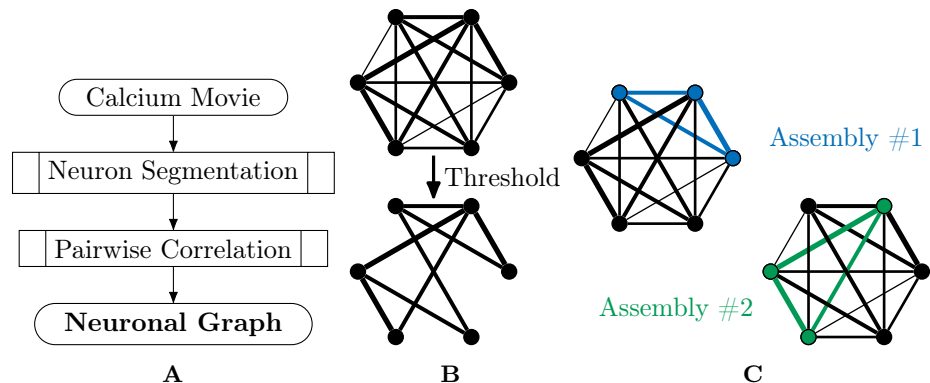 Calcium Movie
Neuron Segmentation
Pairwise Correlation
Neuronal Graph
A
Threshold
B
Assembly #1
Assembly #2
C